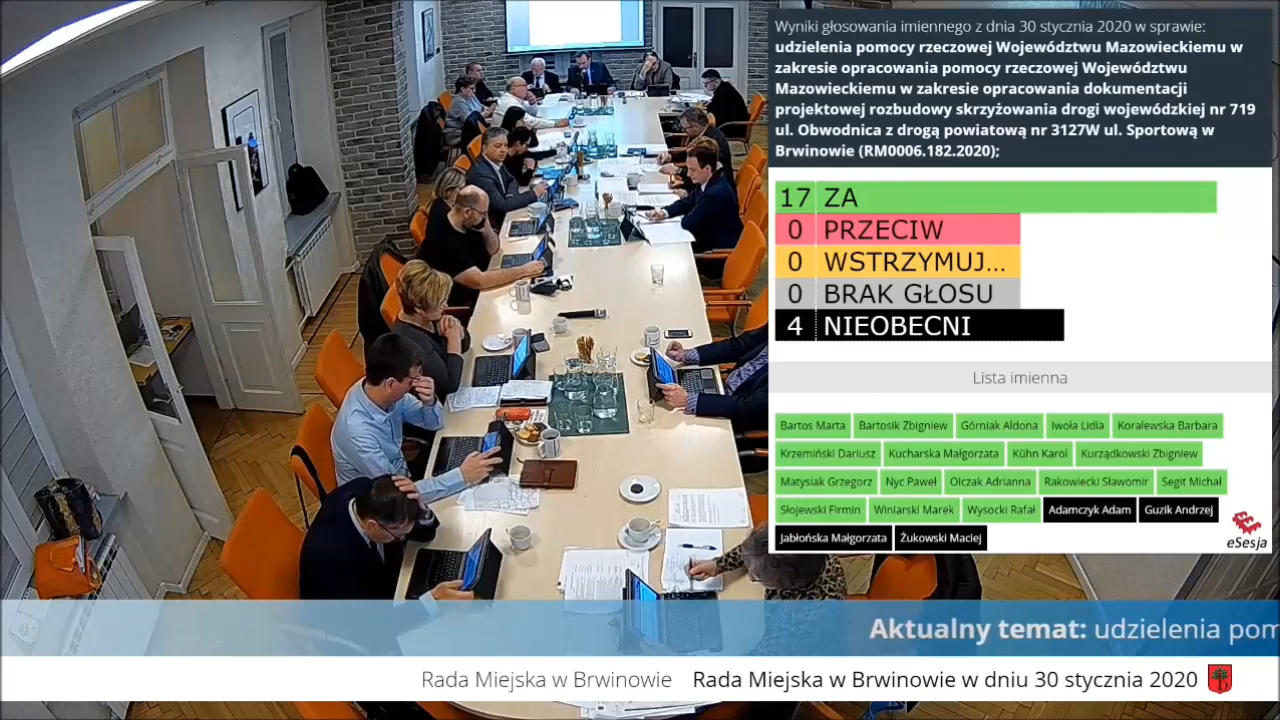 Wyniki głosowania imiennego z dnia 30 stycznia 2020 w sprawie:
udzielenia pomocy rzeczowej Województwu Mazowieckiemu w
zakresie opracowania pomocy rzeczowej Województwu
Mazowieckiemu w zakresie opracowania dokumentacji
projektowej rozbudowy skrzyżowania drogi wojewódzkiej nr 719
ul. Obwodnica z drogą powiatową nr 3127W ul. Sportową w
Brwinowie (RM0006.182.2020);
17 ZA
0 PRZECIW
0 WSTRZYMUJ...
0 BRAK GŁOSU
4 NIEOBECNI
Lista imienna
Bartos Marta Bartosik Zbigniew Górniak Aldona Iwoła Lidia Koralewska Barbara
Krzemiński Dariusz Kucharska Małgorzata Kühn Karol Kurządkowski Zbigniew
Matysiak Grzegorz Nyc Paweł Olczak Adrianna Rakowiecki Sławomir Segit Michał
Słojewski Firmin Winiarski Marek Wysocki Rafał Adamczyk Adam Guzik Andrzej
Jabłońska Małgorzata Żukowski Maciej
eSesja
Aktualny temat: udzielenia pom
Rada Miejska w Brwinowie Rada Miejska w Brwinowie w dniu 30 stycznia 2020